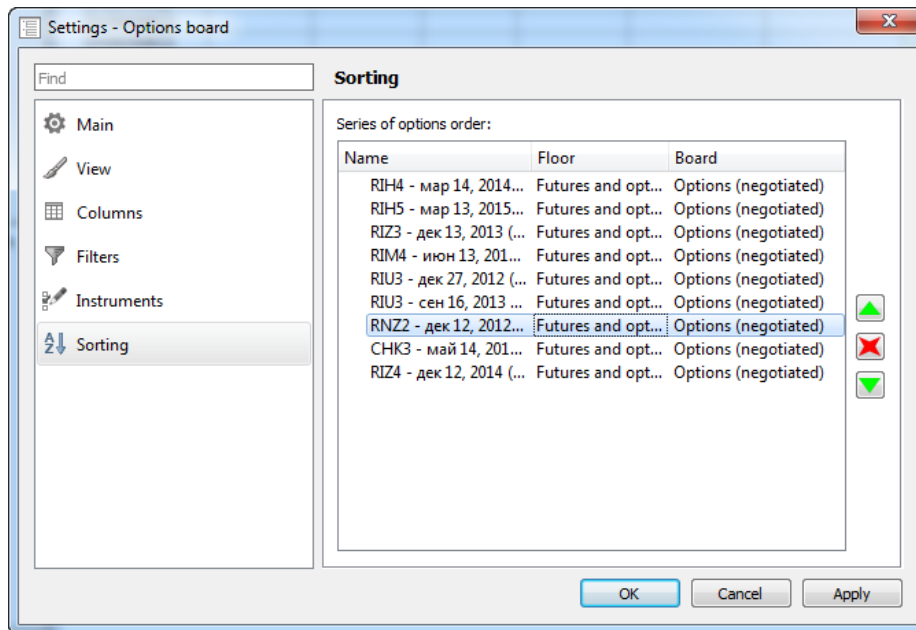 Settings - Options board
Find
Main
View
Columns
Filters
Instruments
Sorting
Sorting
Series of options order:
Name Floor Board
RIH4 - мар 14, 2014... Futures and opt... Options (negotiated)
RIH5 - мар 13, 2015... Futures and opt... Options (negotiated)
RIZ3 - дек 13, 2013 (... Futures and opt... Options (negotiated)
RIM4 - июн 13, 201... Futures and opt... Options (negotiated)
RIU3 - дек 27, 2012 (... Futures and opt... Options (negotiated)
RIU3 - сен 16, 2013 ... Futures and opt... Options (negotiated)
RNZ2 - дек 12, 2012... Futures and opt... Options (negotiated)
CHK3 - май 14, 201... Futures and opt... Options (negotiated)
RIZ4 - дек 12, 2014 (... Futures and opt... Options (negotiated)
OK Cancel Apply